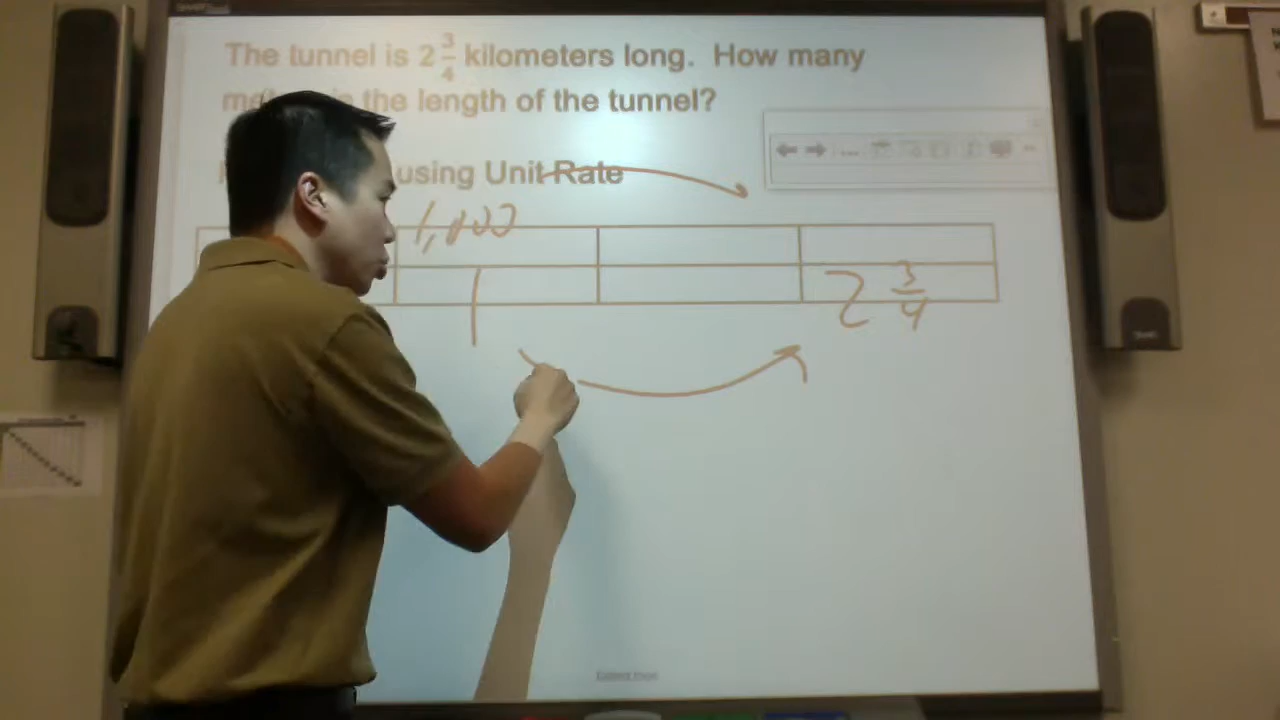 The tunnel is 2 3/4 kilometers long. How many
in the length of the tunnel?
using Unit Rate
1,000
1
2 3/4